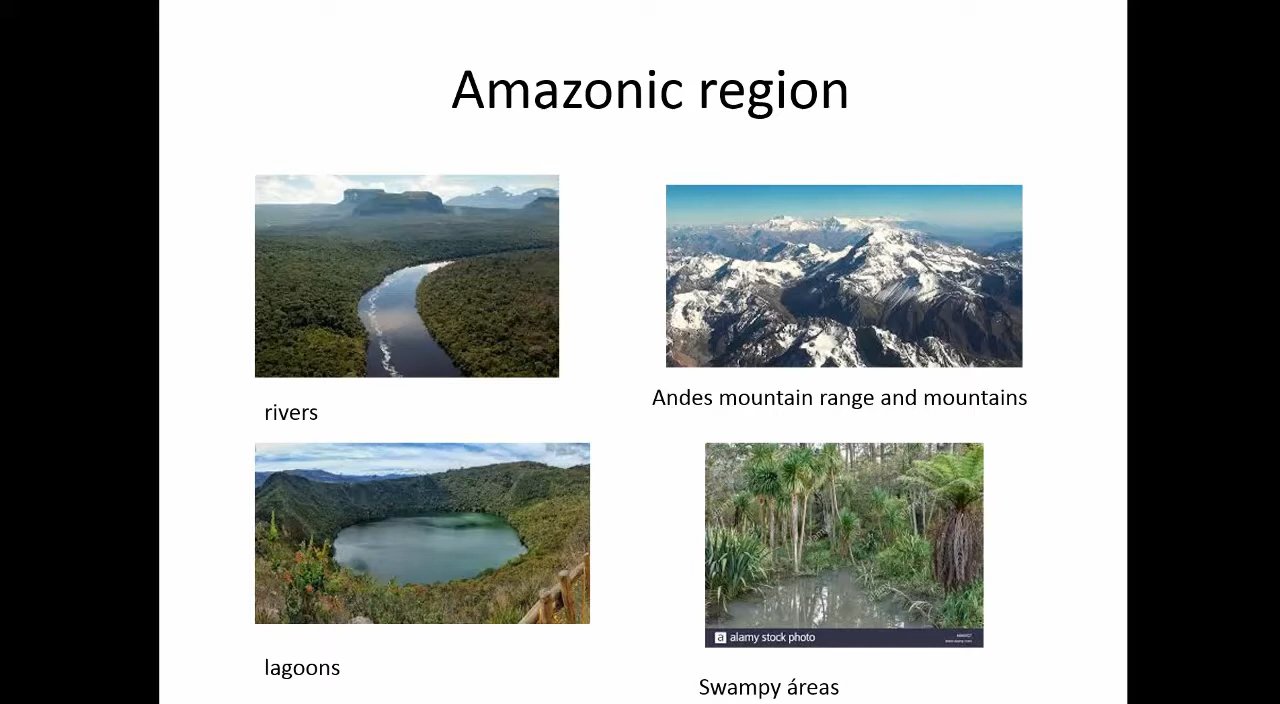 Amazonic region
rivers
Andes mountain range and mountains
lagoons
a alamy stock photo
Swampy áreas